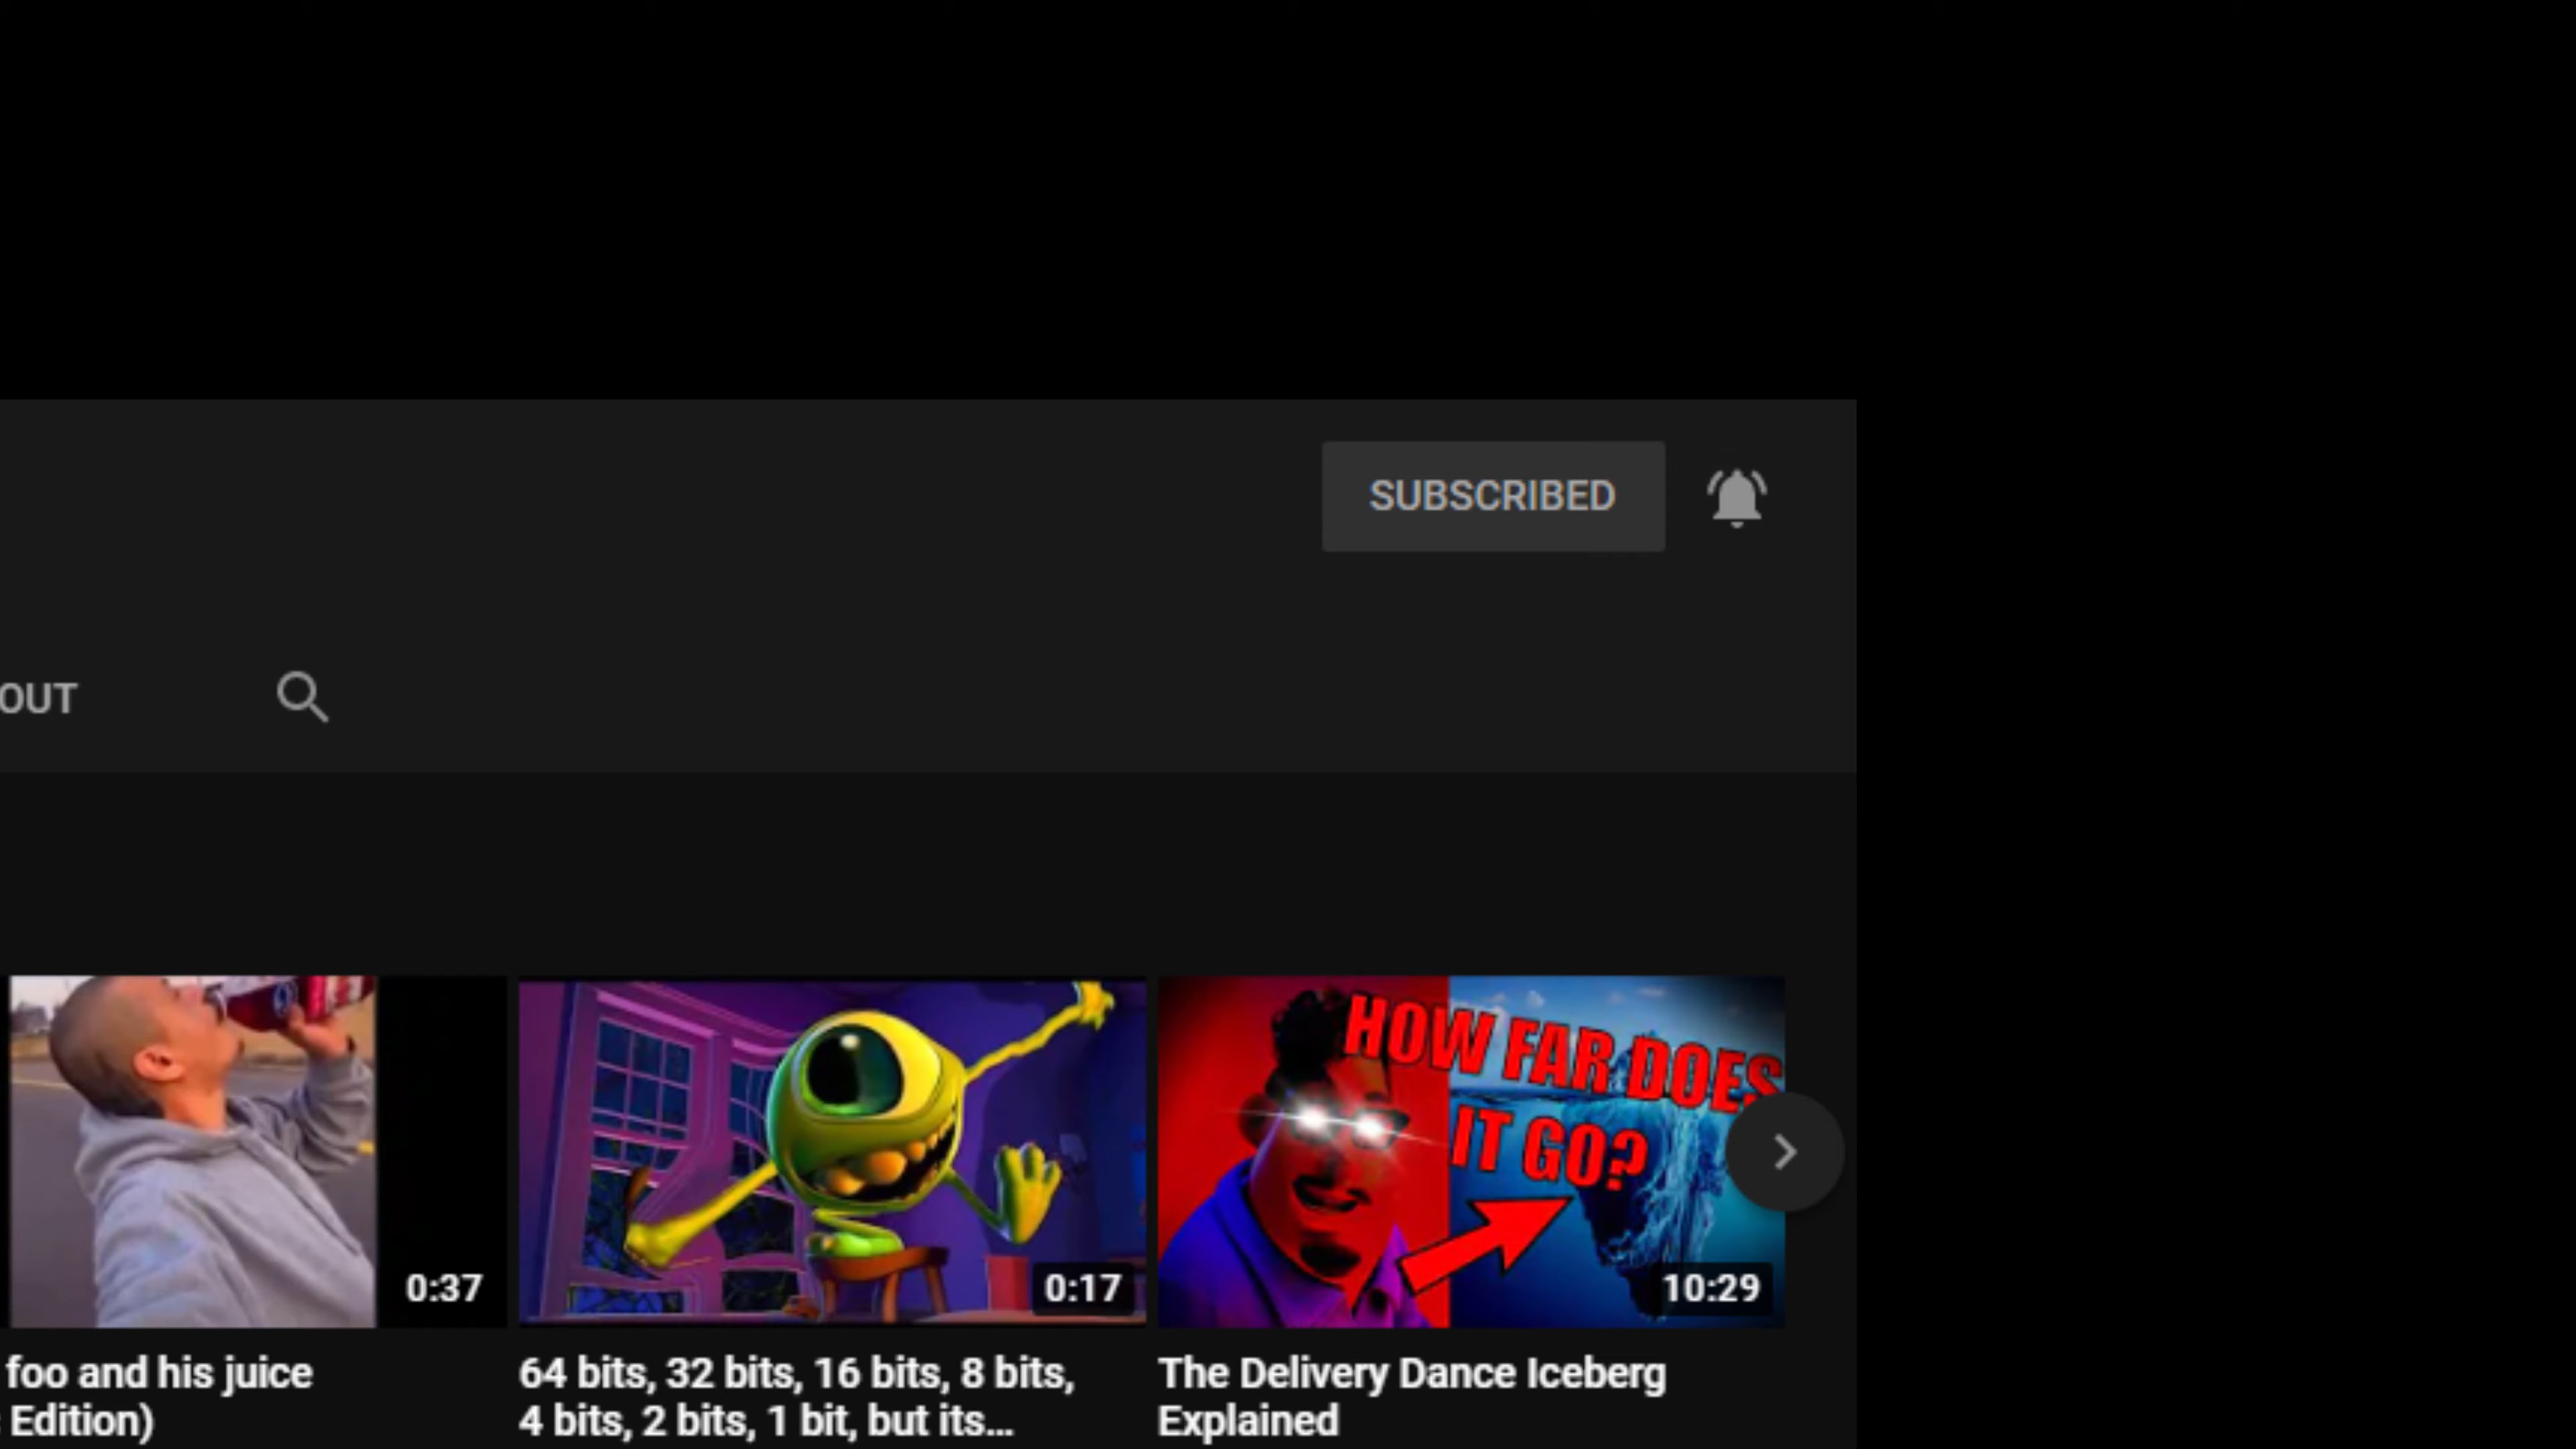 SUBSCRIBED
OUT
HOW FAR DOES
IT GO?
0:37
0:17
10:29
foo and his juice
Edition)
64 bits, 32 bits, 16 bits, 8 bits,
4 bits, 2 bits, 1 bit, but its...
The Delivery Dance Iceberg
Explained